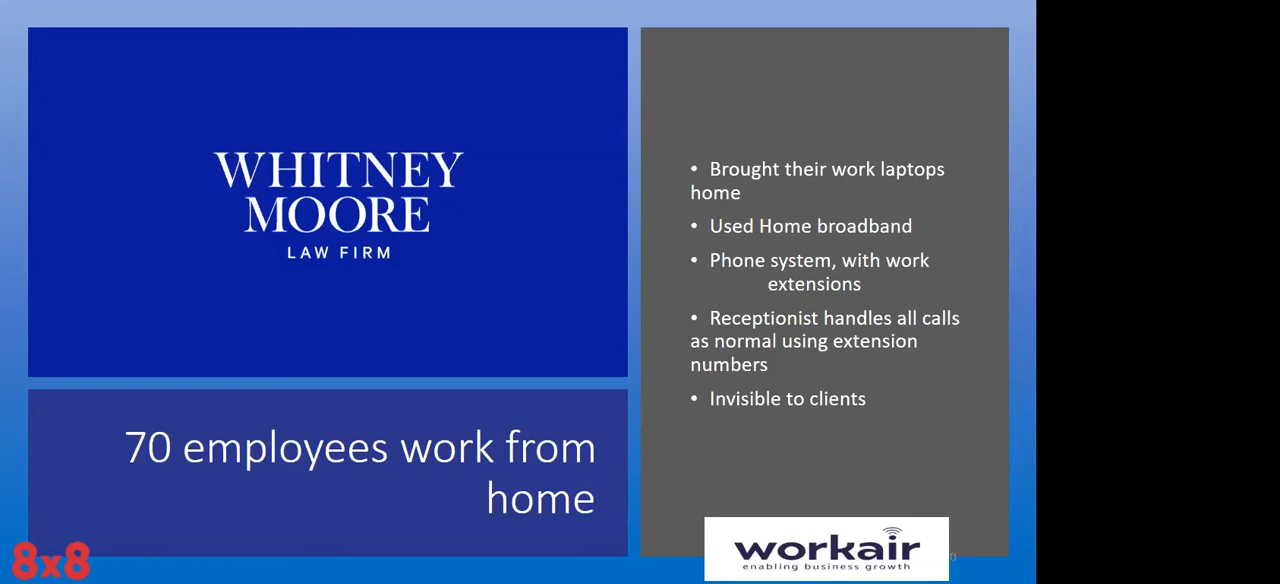 WHITNEY
MOORE
LAW FIRM
70 employees work from
home
• Brought their work laptops
home
• Used Home broadband
• Phone system, with work
extensions
• Receptionist handles all calls
as normal using extension
numbers
• Invisible to clients
8x8
workair
enabling business growth